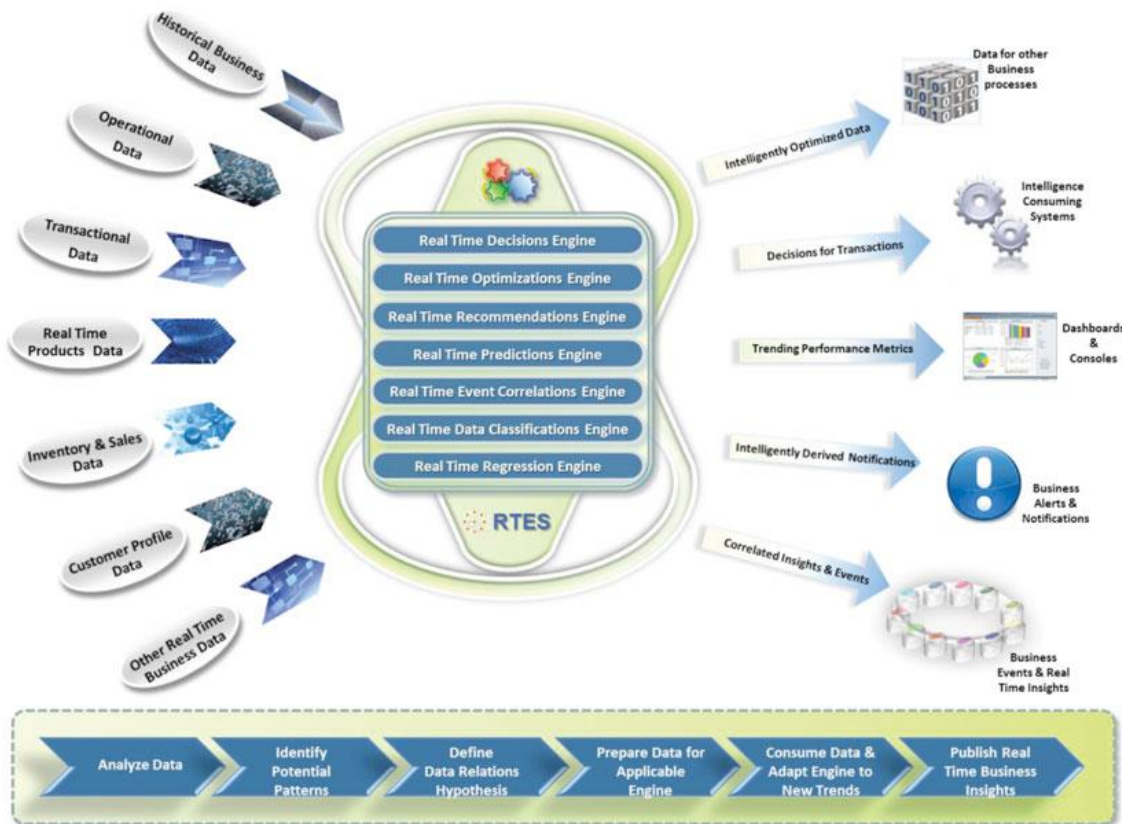 Historical Business
Data
Operational
Data
Transactional
Data
Real Time
Products Data
Inventory & Sales
Data
Customer Profile
Data
Other Real Time
Business Data
Real Time Decisions Engine
Real Time Optimizations Engine
Real Time Recommendations Engine
Real Time Predictions Engine
Real Time Event Correlations Engine
Real Time Data Classifications Engine
Real Time Regression Engine
RTES
Intelligently Optimized Data
Decisions for Transactions
Trending Performance Metrics
Intelligently Derived Notifications
Correlated Insights & Events
Data for other
Business
processes
Intelligence
Consuming
Systems
Dashboards
&
Consoles
Business
Alerts &
Notifications
Business
Events & Real
Time Insights
Analyze Data
Identify
Potential
Patterns
Define
Data Relations
Hypothesis
Prepare Data for
Applicable
Engine
Consume Data &
Adapt Engine to
New Trends
Publish Real
Time Business
Insights